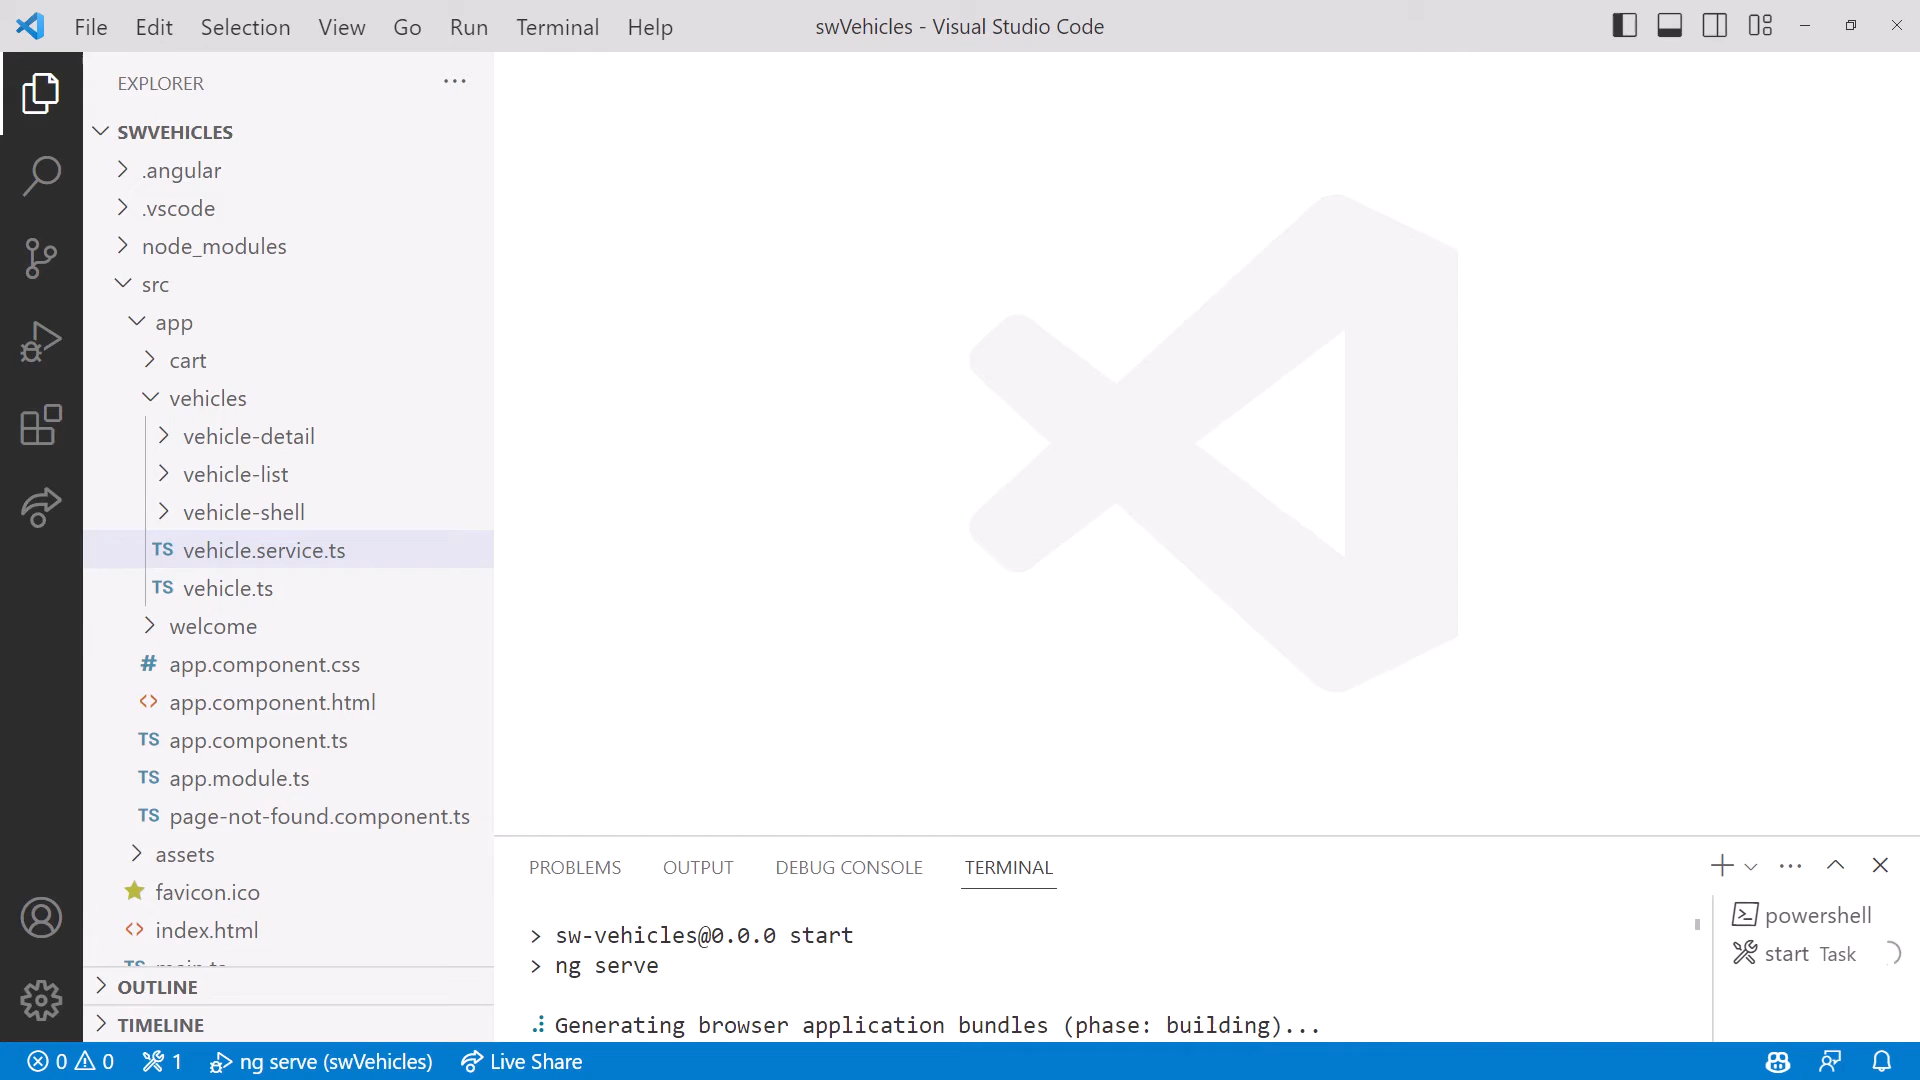 File Edit Selection View Go Run Terminal Help
swVehicles - Visual Studio Code
EXPLORER
SWVEHICLES
.angular
.vscode
node_modules
src
app
cart
vehicles
vehicle-detail
vehicle-list
vehicle-shell
TS vehicle.service.ts
TS vehicle.ts
welcome
# app.component.css
<> app.component.html
TS app.component.ts
TS app.module.ts
TS page-not-found.component.ts
assets
favicon.ico
<> index.html
OUTLINE
TIMELINE
PROBLEMS OUTPUT DEBUG CONSOLE TERMINAL
> sw-vehicles@0.0.0 start
> ng serve
Generating browser application bundles (phase: building)...
powershell
start Task
0 0 1 ng serve (swVehicles) Live Share